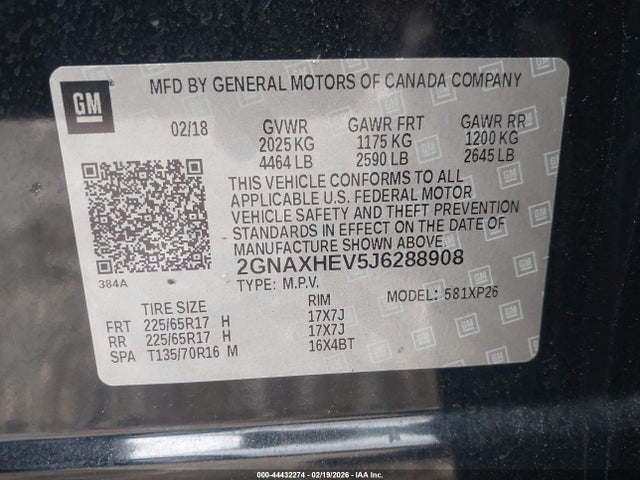 GM
MFD BY GENERAL MOTORS OF CANADA COMPANY
02/18 GVWR GAWR FRT GAWR RR
2025 KG 1175 KG 1200 KG
4464 LB 2590 LB 2645 LB
THIS VEHICLE CONFORMS TO ALL
APPLICABLE U.S. FEDERAL MOTOR
VEHICLE SAFETY AND THEFT PREVENTION
STANDARDS IN EFFECT ON THE DATE OF
MANUFACTURE SHOWN ABOVE.
384A
2GNAXHEV5J6288908
TYPE: M.P.V. MODEL: 581XP26
TIRE SIZE RIM
FRT 225/65R17 H 17X7J
RR 225/65R17 H 17X7J
SPA T135/70R16 M 16X4BT
000-44432274 - 02/19/2026 - IAA Inc.